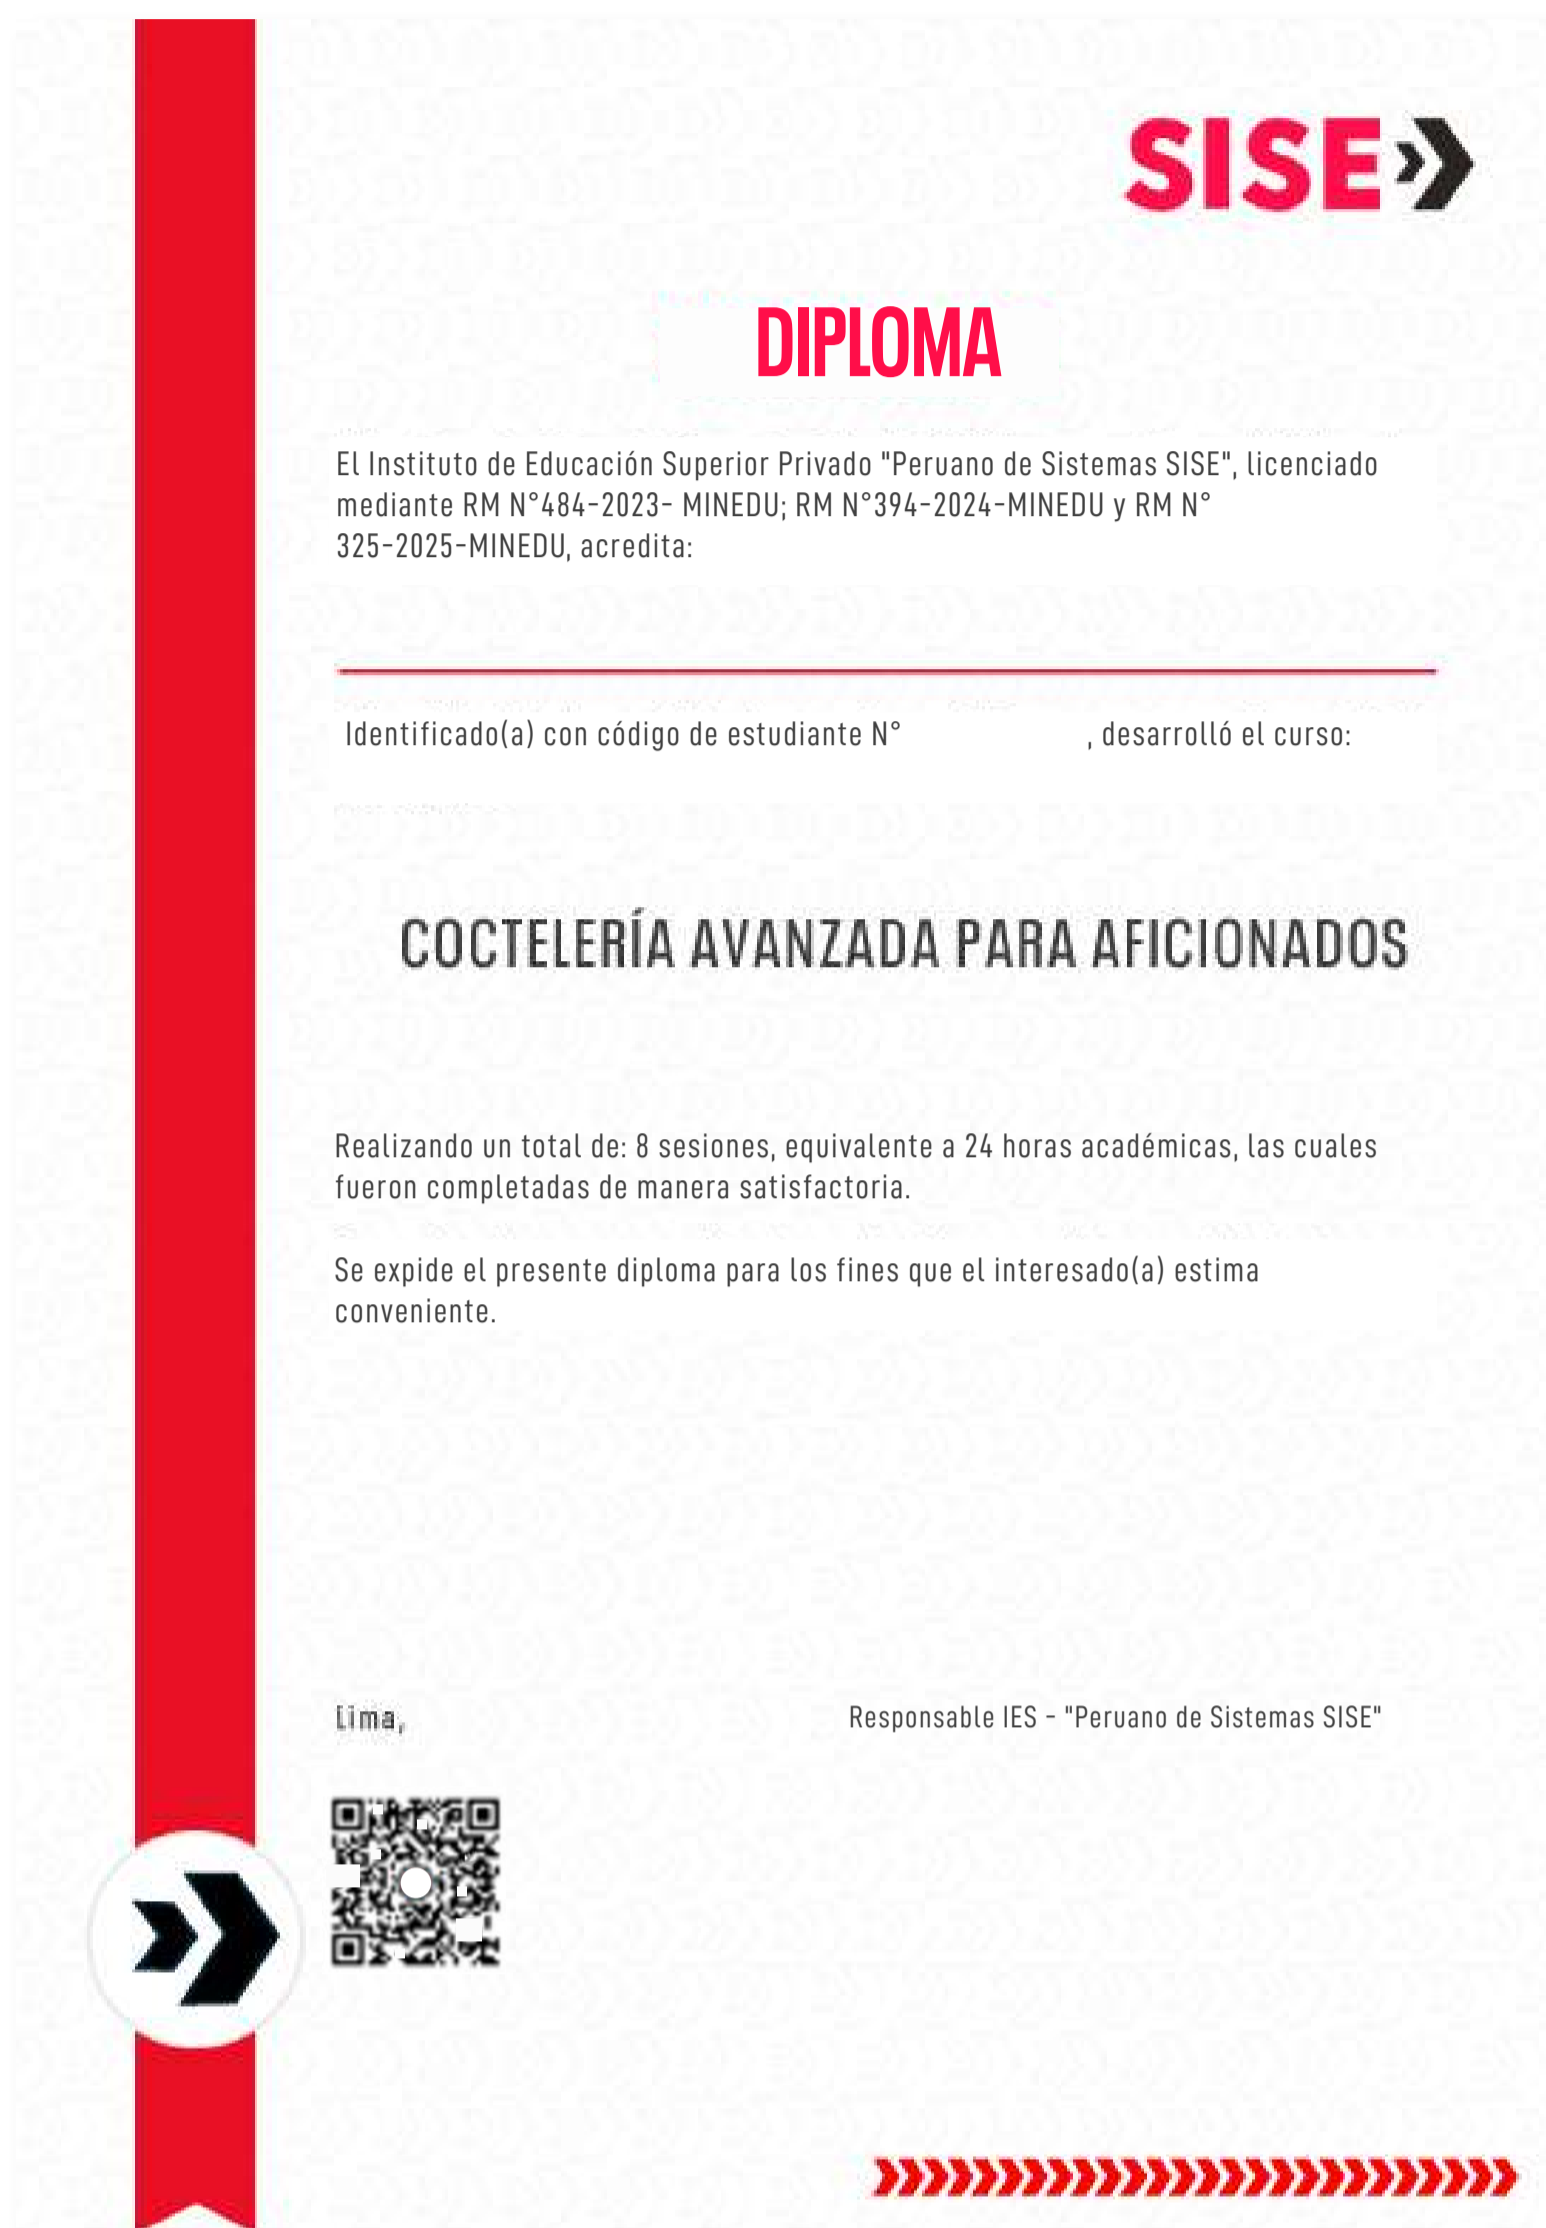 SISE
DIPLOMA
El Instituto de Educación Superior Privado "Peruano de Sistemas SISE", licenciado
mediante RM N°484-2023- MINEDU; RM N°394-2024-MINEDU y RM N°
325-2025-MINEDU, acredita:
Identificado(a) con código de estudiante N° , desarrolló el curso:
COCTELERÍA AVANZADA PARA AFICIONADOS
Realizando un total de: 8 sesiones, equivalente a 24 horas académicas, las cuales
fueron completadas de manera satisfactoria.
Se expide el presente diploma para los fines que el interesado(a) estima
conveniente.
Lima, Responsable IES - "Peruano de Sistemas SISE"